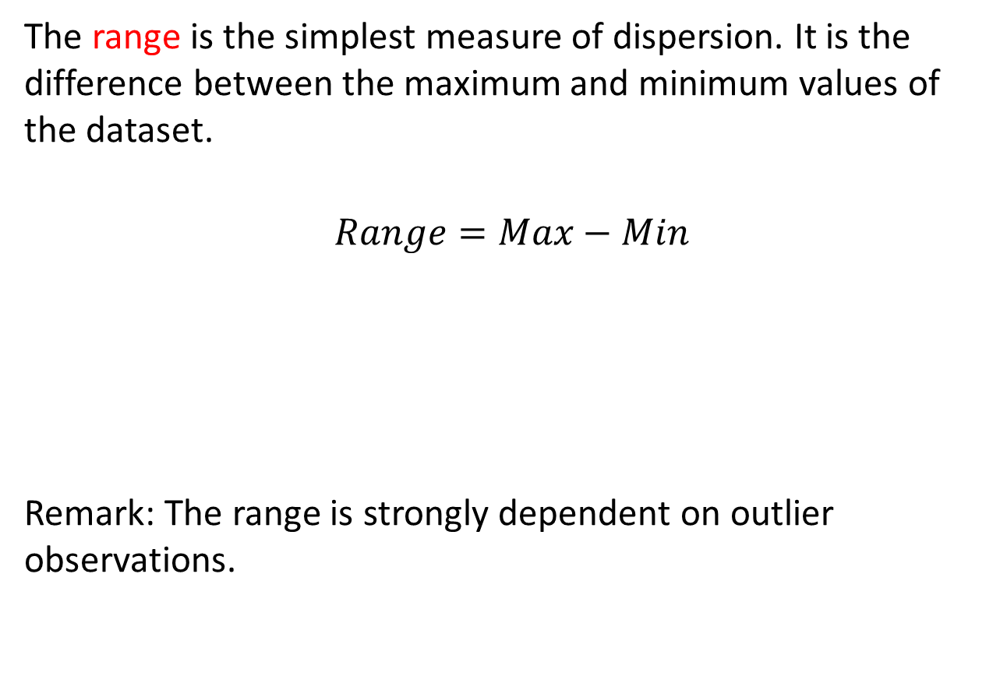 The range is the simplest measure of dispersion. It is the
difference between the maximum and minimum values of
the dataset.
Range = Max − Min
Remark: The range is strongly dependent on outlier
observations.